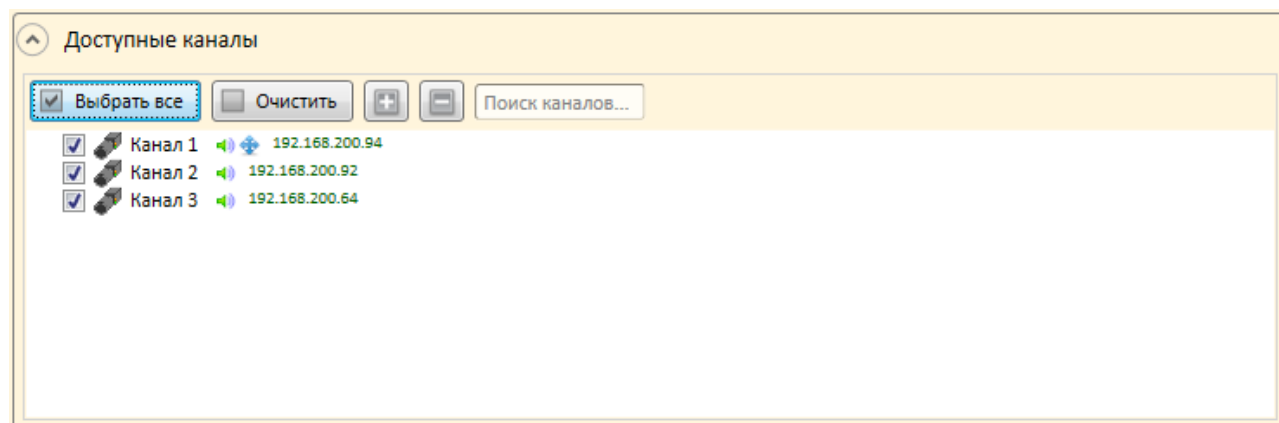 Доступные каналы
Выбрать все Очистить Поиск каналов...
Канал 1 192.168.200.94
Канал 2 192.168.200.92
Канал 3 192.168.200.64